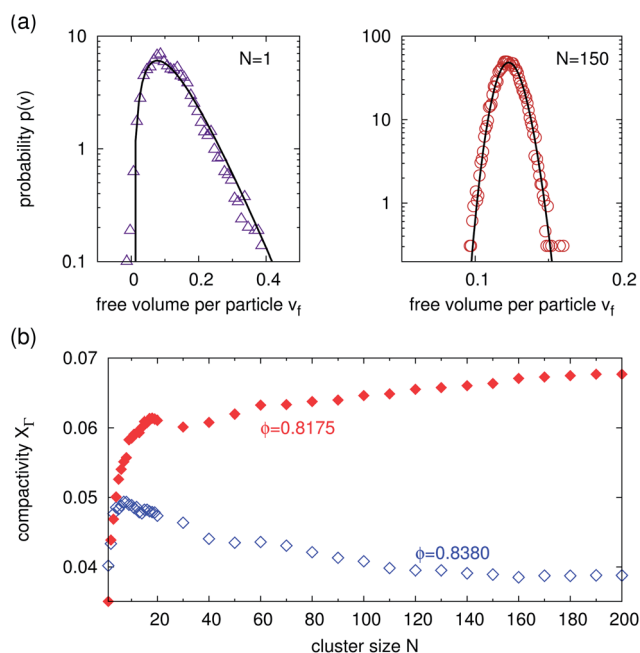 (a)
N=1
N=150
probability p(v)
10
1
0.1
0
0.2
0.4
free volume per particle v_f
100
10
1
0.1
0.2
free volume per particle v_f
(b)
compactivity X_Γ
0.07
0.06
0.05
0.04
ϕ=0.8175
ϕ=0.8380
20 40 60 80 100 120 140 160 180 200
cluster size N